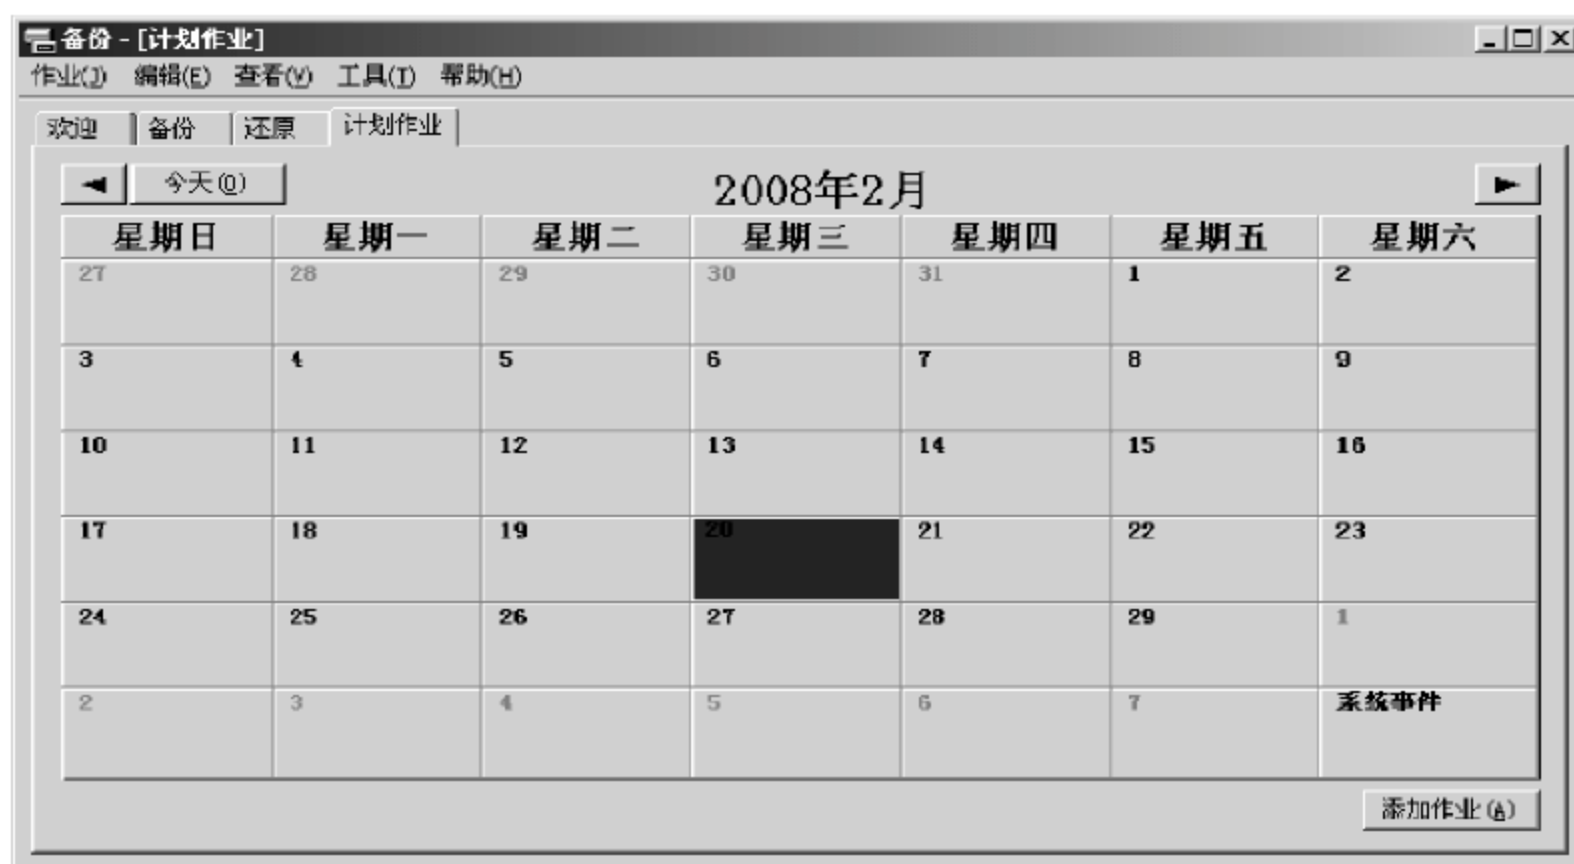 备份 - [计划作业]
作业(J) 编辑(E) 查看(V) 工具(T) 帮助(H)
欢迎 备份 还原 计划作业
今天(O) 2008年2月
星期日 星期一 星期二 星期三 星期四 星期五 星期六
27 28 29 30 31 1 2
3 4 5 6 7 8 9
10 11 12 13 14 15 16
17 18 19 20 21 22 23
24 25 26 27 28 29 1
2 3 4 5 6 7 系统事件
添加作业(A)